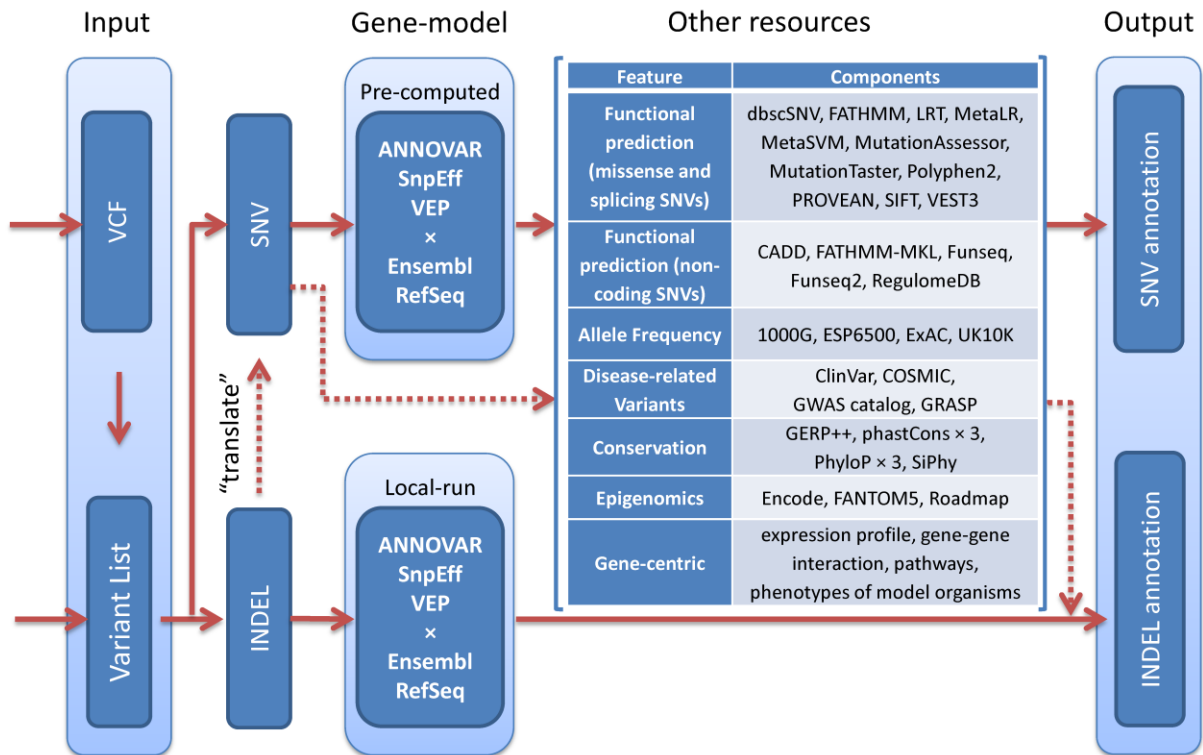 Input
Gene-model
Other resources
Output
VCF
Variant List
SNV
"translate"
INDEL
Pre-computed
ANNOVAR
SnpEff
VEP
×
Ensembl
RefSeq
Local-run
ANNOVAR
SnpEff
VEP
×
Ensembl
RefSeq
Feature
Components
Functional
prediction
(missense and
splicing SNVs)
dbscSNV, FATHMM, LRT, MetaLR,
MetaSVM, MutationAssessor,
MutationTaster, Polyphen2,
PROVEAN, SIFT, VEST3
Functional
prediction (non-
coding SNVs)
CADD, FATHMM-MKL, Funseq,
Funseq2, RegulomeDB
Allele Frequency
1000G, ESP6500, ExAC, UK10K
Disease-related
Variants
ClinVar, COSMIC,
GWAS catalog, GRASP
Conservation
GERP++, phastCons × 3,
PhyloP × 3, SiPhy
Epigenomics
Encode, FANTOM5, Roadmap
Gene-centric
expression profile, gene-gene
interaction, pathways,
phenotypes of model organisms
SNV annotation
INDEL annotation